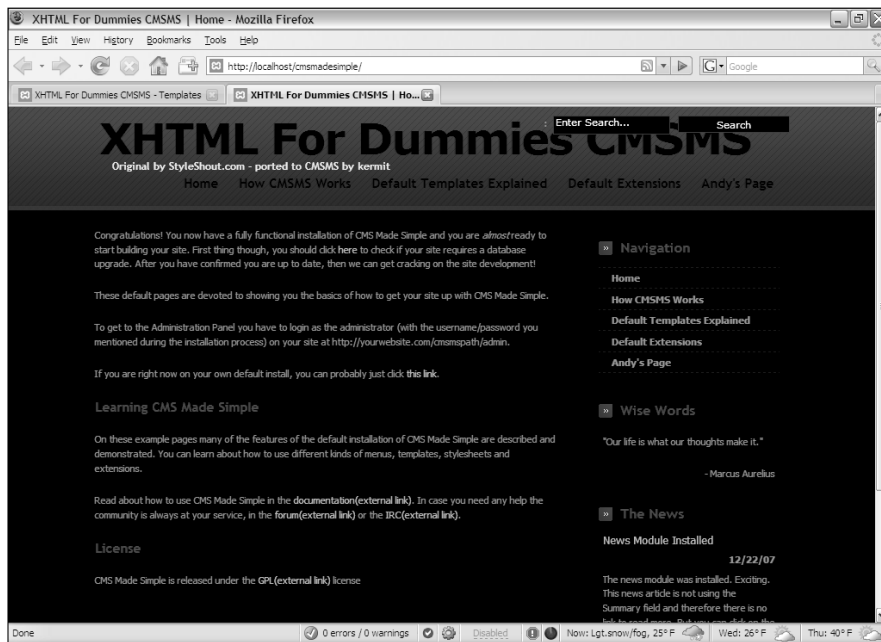 XHTML For Dummies CMSMS | Home - Mozilla Firefox
File Edit View History Bookmarks Tools Help
http://localhost/cmsmadesimple/
G Google
XHTML For Dummies CMSMS - Templates
XHTML For Dummies CMSMS | Ho...
XHTML For Dummies CMSMS
: Enter Search... Search
Original by StyleShout.com - ported to CMSMS by kermit
Home How CMSMS Works Default Templates Explained Default Extensions Andy's Page
Congratulations! You now have a fully functional installation of CMS Made Simple and you are almost ready to
start building your site. First thing though, you should click here to check if your site requires a database
upgrade. After you have confirmed you are up to date, then we can get cracking on the site development!
These default pages are devoted to showing you the basics of how to get your site up with CMS Made Simple.
To get to the Administration Panel you have to login as the administrator (with the username/password you
mentioned during the installation process) on your site at http://yourwebsite.com/cmsmspath/admin.
If you are right now on your own default install, you can probably just click this link.
Learning CMS Made Simple
On these example pages many of the features of the default installation of CMS Made Simple are described and
demonstrated. You can learn about how to use different kinds of menus, templates, stylesheets and
extensions.
Read about how to use CMS Made Simple in the documentation(external link). In case you need any help the
community is always at your service, in the forum(external link) or the IRC(external link).
License
CMS Made Simple is released under the GPL(external link) license
» Navigation
Home
How CMSMS Works
Default Templates Explained
Default Extensions
Andy's Page
» Wise Words
"Our life is what our thoughts make it."
- Marcus Aurelius
» The News
News Module Installed
12/22/07
The news module was installed. Exciting.
This news article is not using the
Summary field and therefore there is no
link to read more. But you can click on the
Done 0 errors / 0 warnings Disabled Now: Lgt.snow/fog, 25° F Wed: 26° F Thu: 40° F